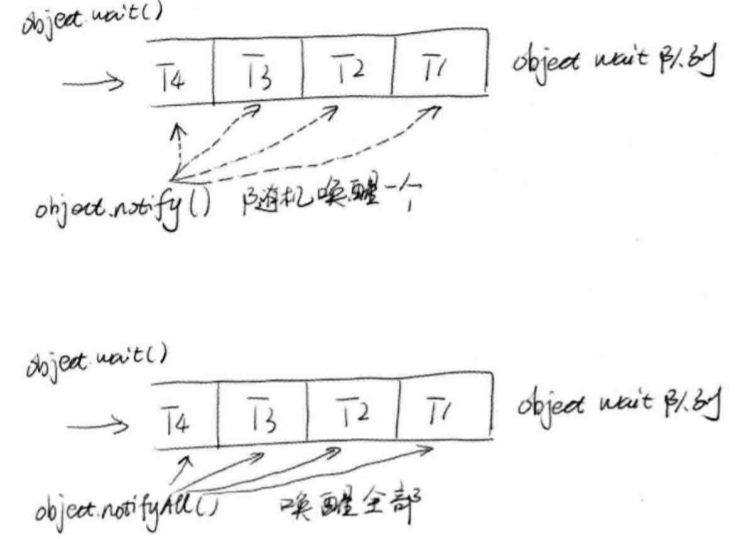 object.wait()
T4 T3 T2 T1 object wait 队列
object.notify() 随机唤醒一个
object.wait()
T4 T3 T2 T1 object wait 队列
object.notifyAll() 唤醒全部